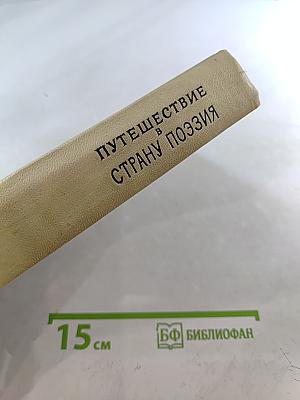 ПУТЕШЕСТВИЕ
В
СТРАНУ ПОЭЗИЯ
15 см
БФ БИБЛИОФАН